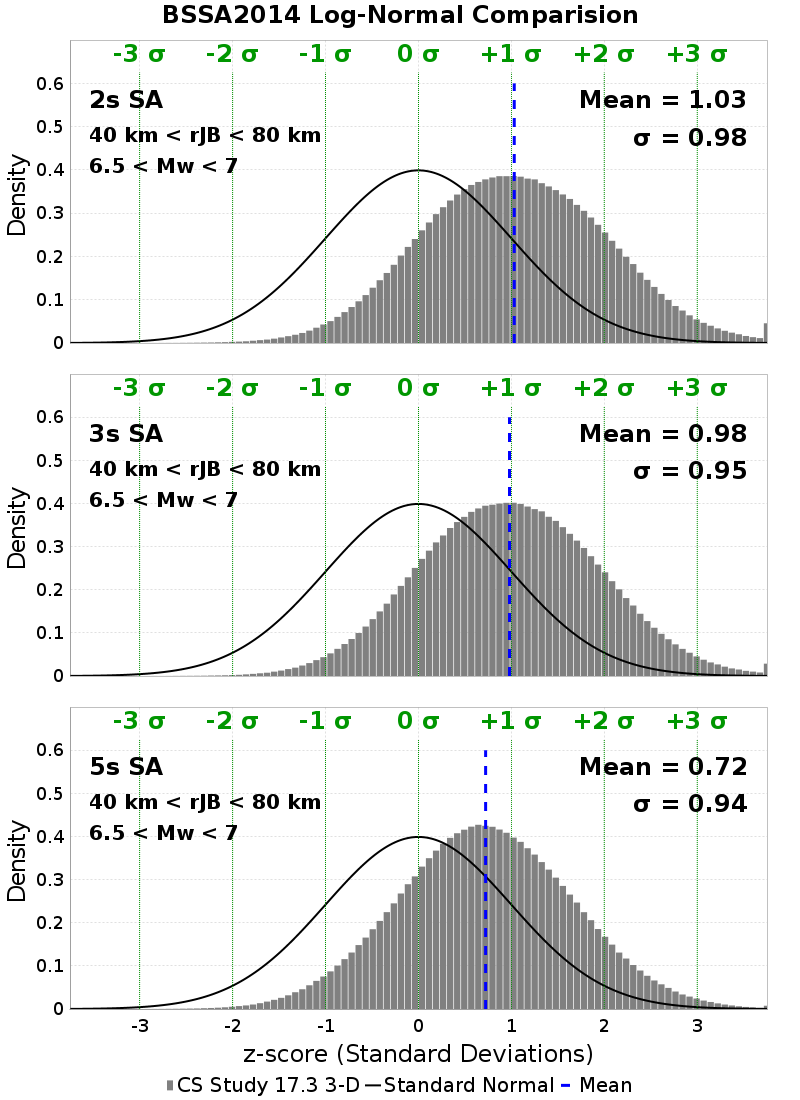 BSSA2014 Log-Normal Comparision
-3 σ -2 σ -1 σ 0 σ +1 σ +2 σ +3 σ
2s SA
Mean = 1.03
40 km < rJB < 80 km
σ = 0.98
6.5 < Mw < 7
Density
0.6
0.5
0.4
0.3
0.2
0.1
0
-3 σ -2 σ -1 σ 0 σ +1 σ +2 σ +3 σ
3s SA
Mean = 0.98
40 km < rJB < 80 km
σ = 0.95
6.5 < Mw < 7
Density
0.6
0.5
0.4
0.3
0.2
0.1
0
-3 σ -2 σ -1 σ 0 σ +1 σ +2 σ +3 σ
5s SA
Mean = 0.72
40 km < rJB < 80 km
σ = 0.94
6.5 < Mw < 7
Density
0.6
0.5
0.4
0.3
0.2
0.1
0
-3 -2 -1 0 1 2 3
z-score (Standard Deviations)
CS Study 17.3 3-D Standard Normal Mean